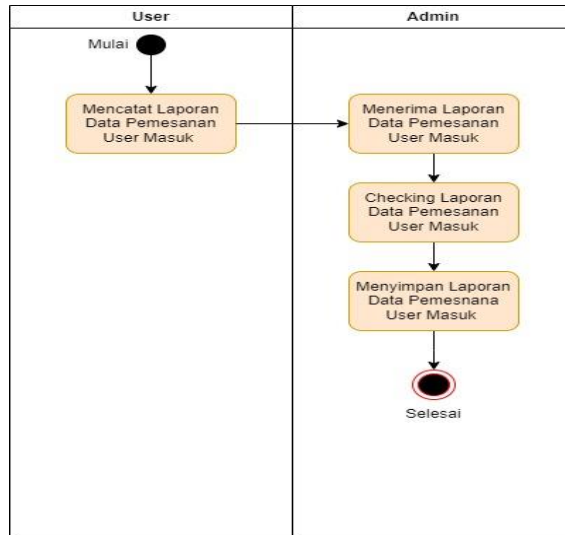 User
Admin
Mulai
Mencatat Laporan
Data Pemesanan
User Masuk
Menerima Laporan
Data Pemesanan
User Masuk
Checking Laporan
Data Pemesanan
User Masuk
Menyimpan Laporan
Data Pemesnana
User Masuk
Selesai